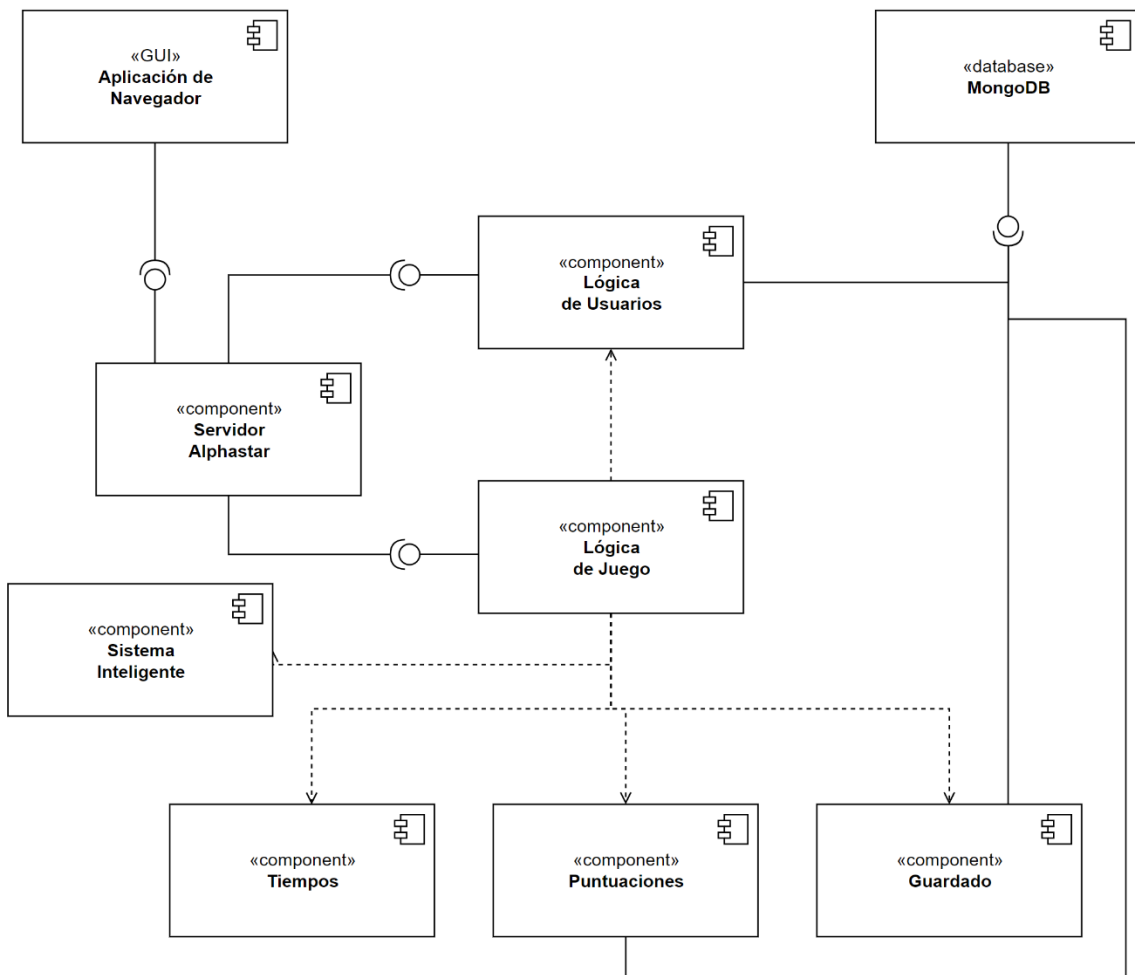 «GUI»
Aplicación de
Navegador
«database»
MongoDB
«component»
Lógica
de Usuarios
«component»
Servidor
Alphastar
«component»
Lógica
de Juego
«component»
Sistema
Inteligente
«component»
Tiempos
«component»
Puntuaciones
«component»
Guardado